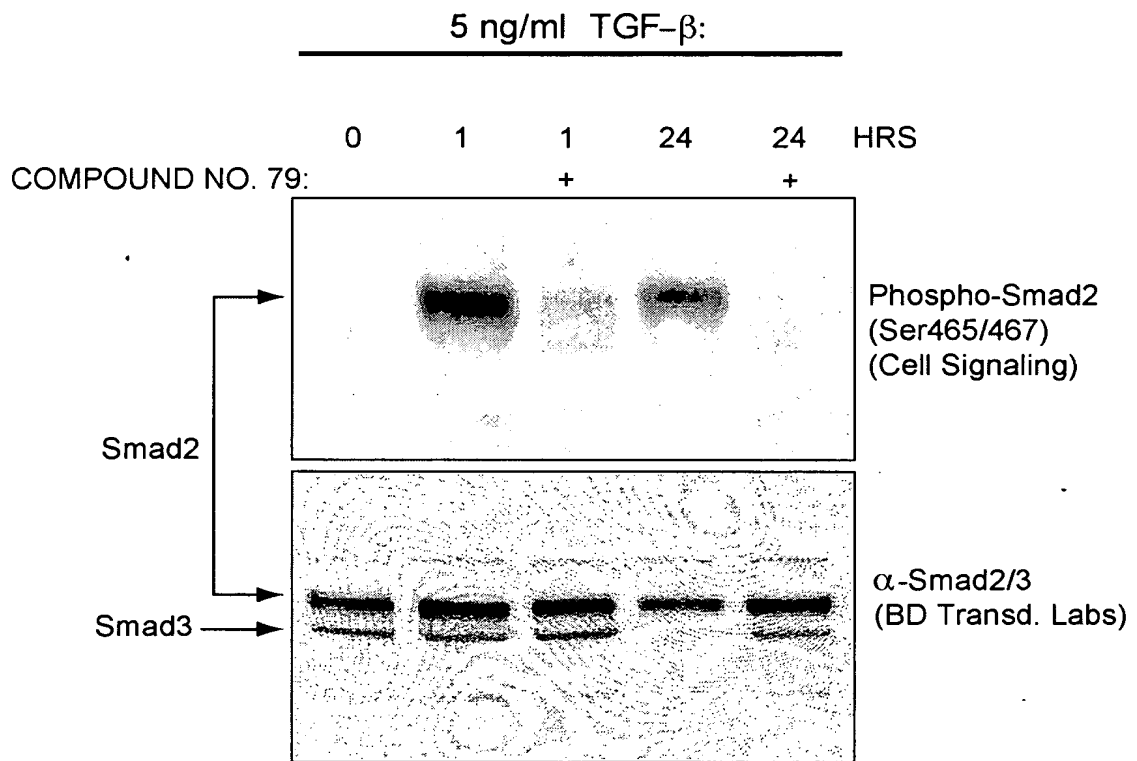 5 ng/ml TGF–β:
0 1 1 24 24 HRS
COMPOUND NO. 79: + +
Phospho-Smad2
(Ser465/467)
(Cell Signaling)
Smad2
α-Smad2/3
(BD Transd. Labs)
Smad3